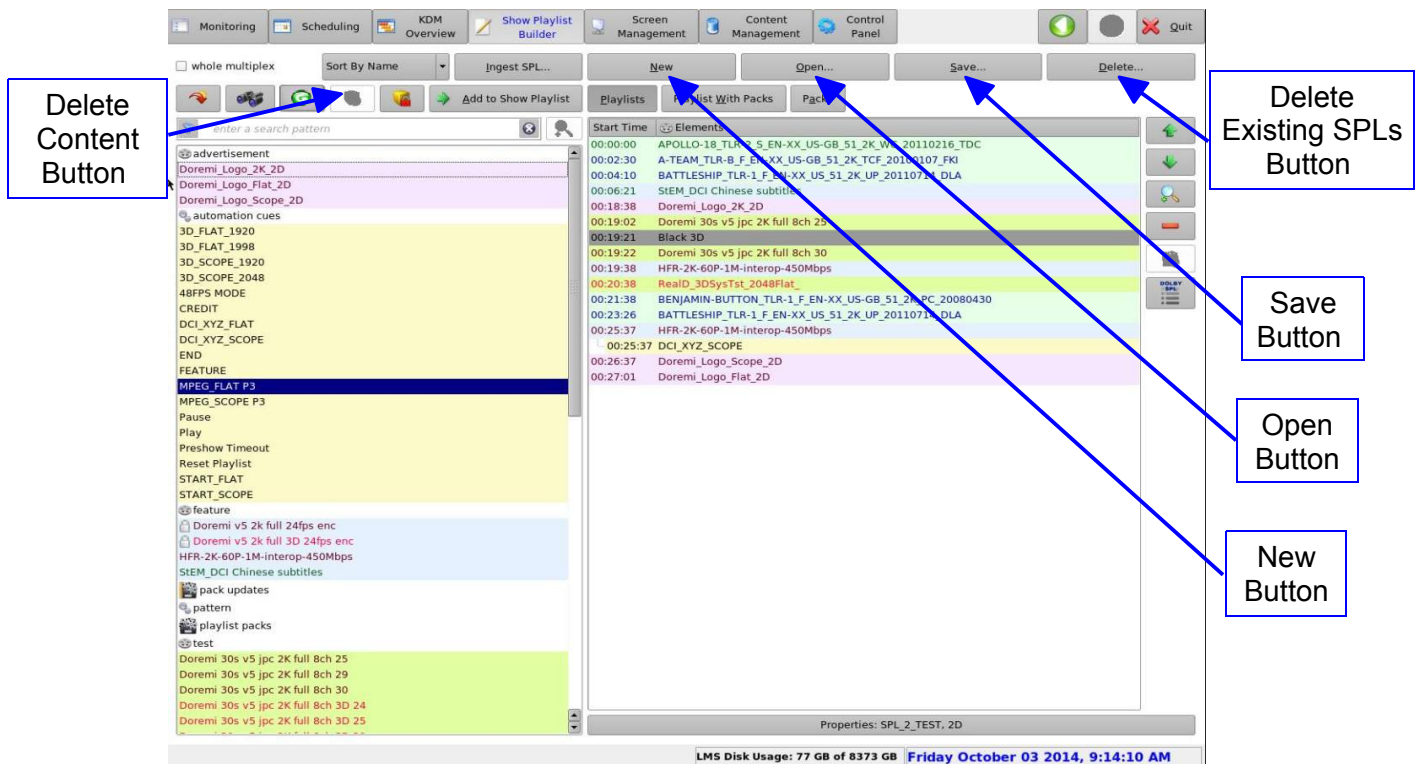 Monitoring
Scheduling
KDM Overview
Show Playlist Builder
Screen Management
Content Management
Control Panel
Quit
whole multiplex
Sort By Name
Ingest SPL...
New
Open...
Save...
Delete...
Add to Show Playlist
Playlists
Playlist With Packs
Packs
enter a search pattern
advertisement
Doremi_Logo_2K_2D
Doremi_Logo_Flat_2D
Doremi_Logo_Scope_2D
automation cues
3D_FLAT_1920
3D_FLAT_1998
3D_SCOPE_1920
3D_SCOPE_2048
48FPS MODE
CREDIT
DCI_XYZ_FLAT
DCI_XYZ_SCOPE
END
FEATURE
MPEG_FLAT P3
MPEG_SCOPE P3
Pause
Play
Preshow Timeout
Reset Playlist
START_FLAT
START_SCOPE
feature
Doremi v5 2k full 24fps enc
Doremi v5 2k full 3D 24fps enc
HFR-2K-60P-1M-interop-450Mbps
StEM_DCI Chinese subtitles
pack updates
pattern
playlist packs
test
Doremi 30s v5 jpc 2K full 8ch 25
Doremi 30s v5 jpc 2K full 8ch 29
Doremi 30s v5 jpc 2K full 8ch 30
Doremi 30s v5 jpc 2K full 8ch 3D 24
Doremi 30s v5 jpc 2K full 8ch 3D 25
Start Time Elements
00:00:00 APOLLO-18_TLR-2_S_EN-XX_US-GB_51_2K_WC_20110216_TDC
00:02:30 A-TEAM_TLR-B_F_EN-XX_US-GB_51_2K_TCF_20100107_FKI
00:04:10 BATTLESHIP_TLR-1_F_EN-XX_US_51_2K_UP_20110714_DLA
00:06:21 StEM_DCI Chinese subtitles
00:18:38 Doremi_Logo_2K_2D
00:19:02 Doremi 30s v5 jpc 2K full 8ch 25
00:19:21 Black 3D
00:19:22 Doremi 30s v5 jpc 2K full 8ch 30
00:19:38 HFR-2K-60P-1M-interop-450Mbps
00:20:38 RealD_3DSysTst_2048Flat_
00:21:38 BENJAMIN-BUTTON_TLR-1_F_EN-XX_US-GB_51_2K_PC_20080430
00:23:26 BATTLESHIP_TLR-1_F_EN-XX_US_51_2K_UP_20110714_DLA
00:25:37 HFR-2K-60P-1M-interop-450Mbps
00:25:37 DCI_XYZ_SCOPE
00:26:37 Doremi_Logo_Scope_2D
00:27:01 Doremi_Logo_Flat_2D
DOLBY SPL
Properties: SPL_2_TEST, 2D
LMS Disk Usage: 77 GB of 8373 GB
Friday October 03 2014, 9:14:10 AM
Delete
Content
Button
Delete
Existing SPLs
Button
Save
Button
Open
Button
New
Button